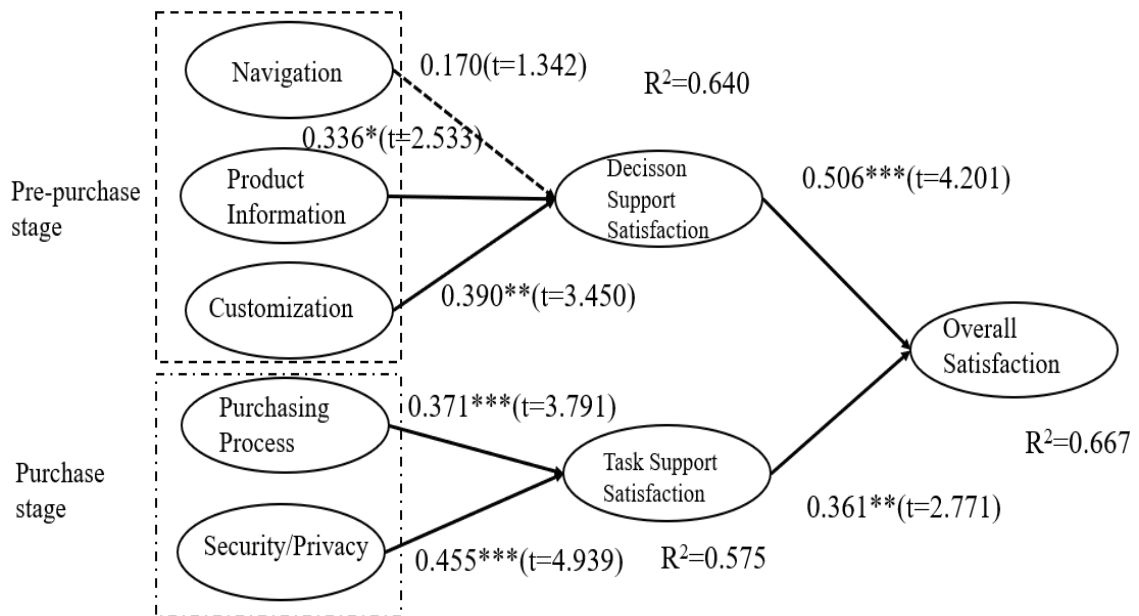 Navigation
0.170(t=1.342)
R²=0.640
0.336*(t=2.533)
Pre-purchase
stage
Product
Information
Decisson
Support
Satisfaction
0.506***(t=4.201)
Customization
0.390**(t=3.450)
Overall
Satisfaction
Purchasing
Process
0.371***(t=3.791)
R²=0.667
Purchase
stage
Task Support
Satisfaction
0.361**(t=2.771)
Security/Privacy
0.455***(t=4.939)
R²=0.575